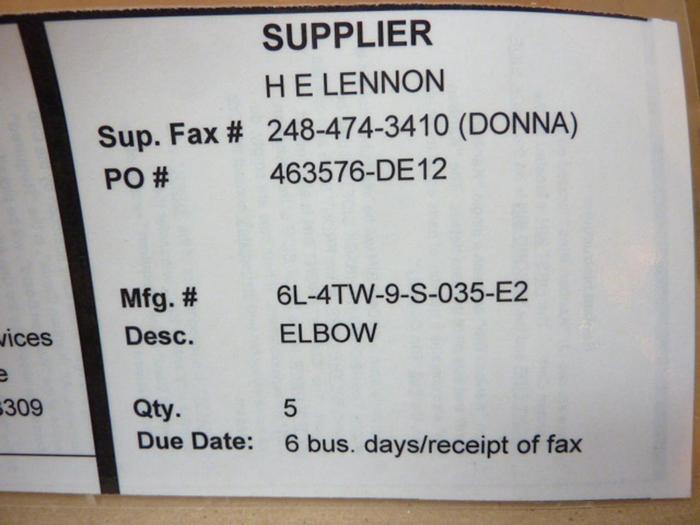 SUPPLIER
H E LENNON
Sup. Fax # 248-474-3410 (DONNA)
PO # 463576-DE12
Mfg. # 6L-4TW-9-S-035-E2
Desc. ELBOW
Qty. 5
Due Date: 6 bus. days/receipt of fax
vices
e
309